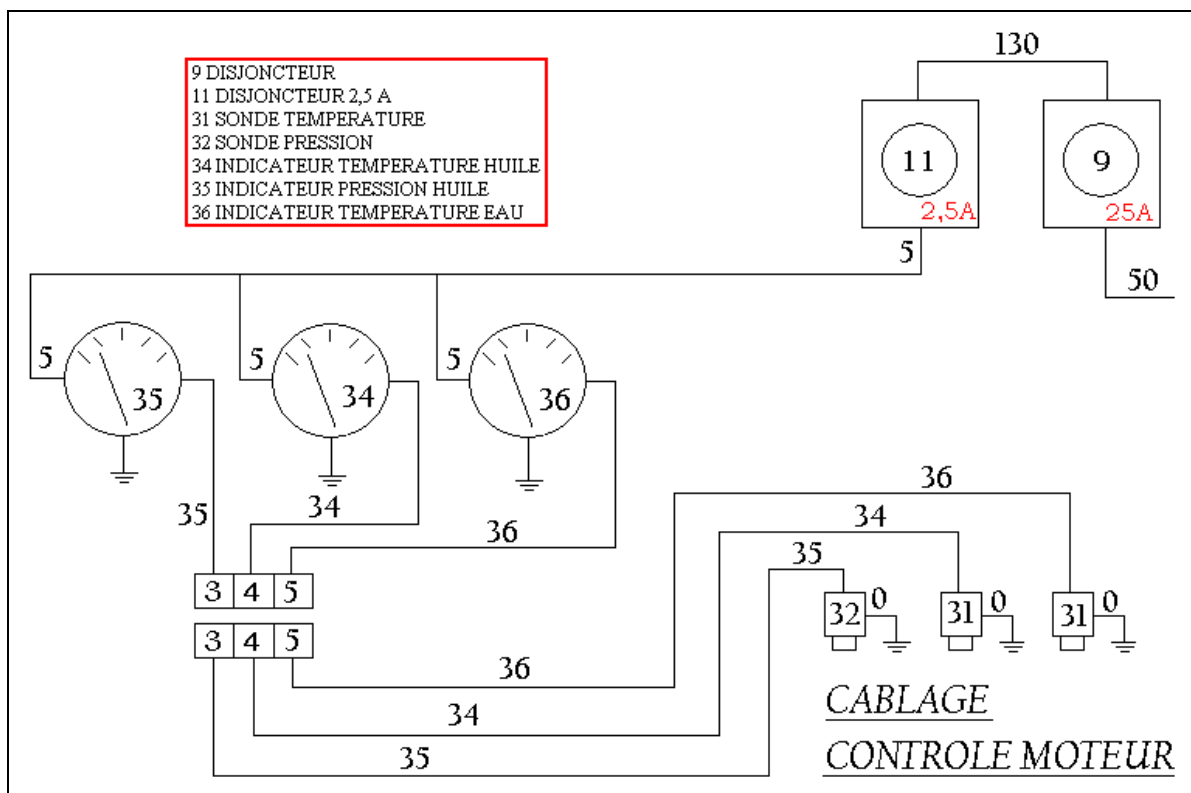 130
9 DISJONCTEUR
11 DISJONCTEUR 2,5 A
31 SONDE TEMPERATURE
32 SONDE PRESSION
34 INDICATEUR TEMPERATURE HUILE
35 INDICATEUR PRESSION HUILE
36 INDICATEUR TEMPERATURE EAU
11
2,5A
9
25A
5
50
5
35
5
34
5
36
35
34
36
36
34
35
3 4 5
3 4 5
32
0
31
0
31
0
36
34
35
CABLAGE
CONTROLE MOTEUR